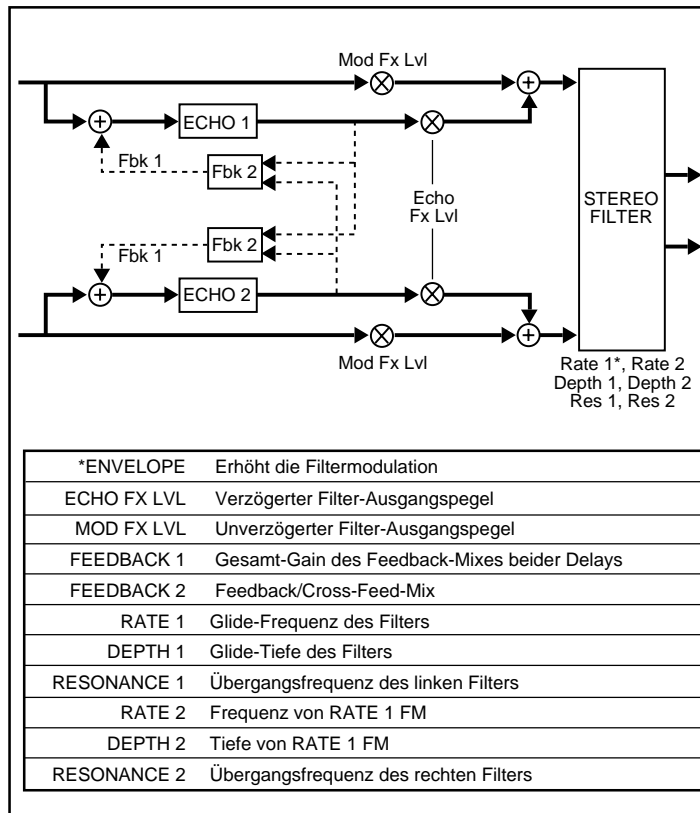 Mod Fx Lvl
ECHO 1
Fbk 1
Fbk 2
Echo
Fx Lvl
STEREO
FILTER
Fbk 2
Fbk 1
ECHO 2
Mod Fx Lvl
Rate 1*, Rate 2
Depth 1, Depth 2
Res 1, Res 2
*ENVELOPE Erhöht die Filtermodulation
ECHO FX LVL Verzögerter Filter-Ausgangspegel
MOD FX LVL Unverzögerter Filter-Ausgangspegel
FEEDBACK 1 Gesamt-Gain des Feedback-Mixes beider Delays
FEEDBACK 2 Feedback/Cross-Feed-Mix
RATE 1 Glide-Frequenz des Filters
DEPTH 1 Glide-Tiefe des Filters
RESONANCE 1 Übergangsfrequenz des linken Filters
RATE 2 Frequenz von RATE 1 FM
DEPTH 2 Tiefe von RATE 1 FM
RESONANCE 2 Übergangsfrequenz des rechten Filters